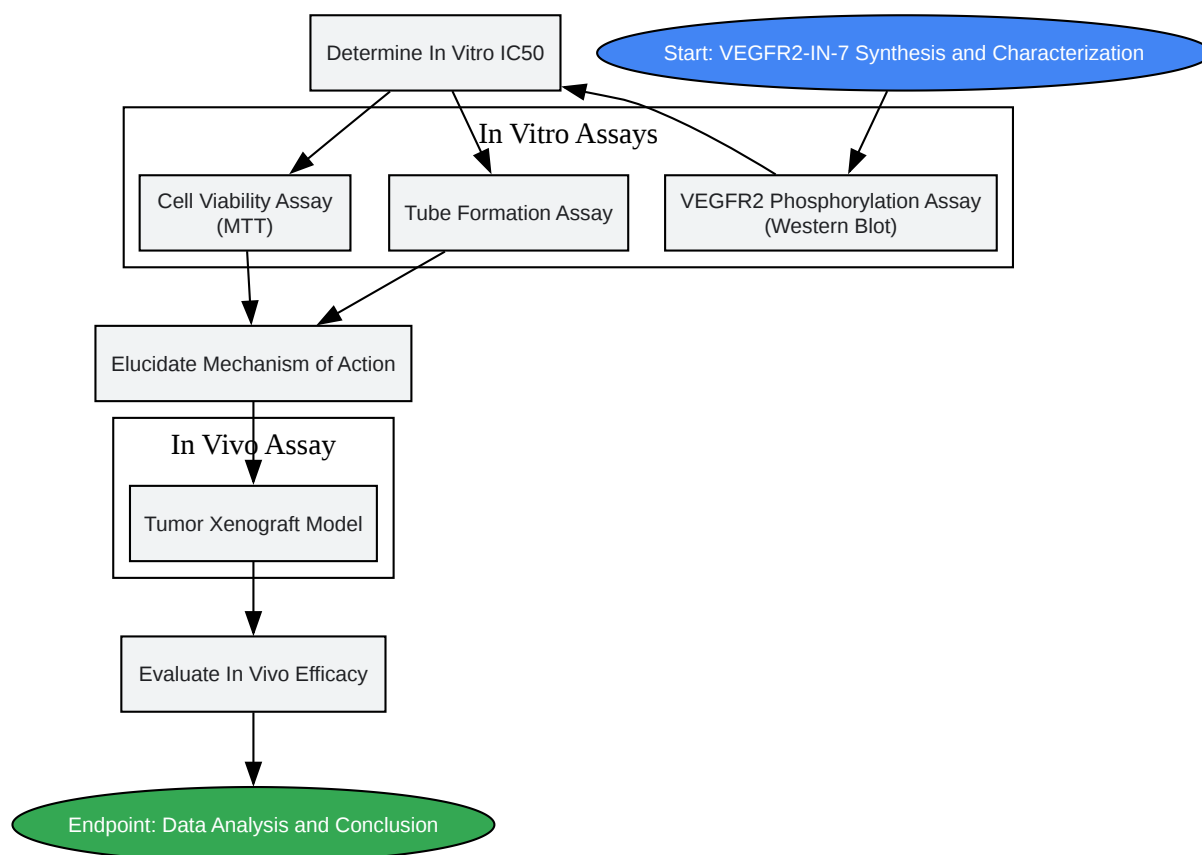 Determine In Vitro IC50
Start: VEGFR2-IN-7 Synthesis and Characterization
In Vitro Assays
Cell Viability Assay
(MTT)
Tube Formation Assay
VEGFR2 Phosphorylation Assay
(Western Blot)
Elucidate Mechanism of Action
In Vivo Assay
Tumor Xenograft Model
Evaluate In Vivo Efficacy
Endpoint: Data Analysis and Conclusion